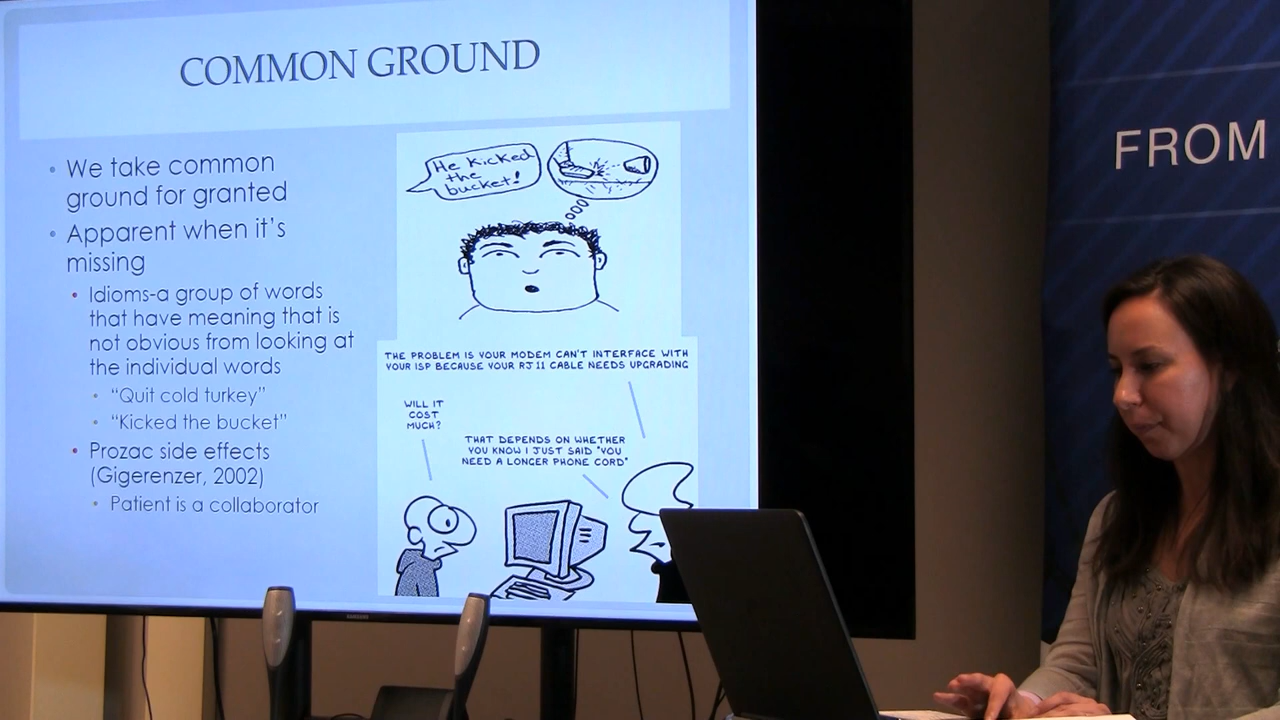 COMMON GROUND
• We take common
ground for granted
• Apparent when it's
missing
• Idioms-a group of words
that have meaning that is
not obvious from looking at
the individual words
• "Quit cold turkey"
• "Kicked the bucket"
• Prozac side effects
(Gigerenzer, 2002)
• Patient is a collaborator
He kicked
the
bucket!
THE PROBLEM IS YOUR MODEM CAN'T INTERFACE WITH
YOUR ISP BECAUSE YOUR RJ11 CABLE NEEDS UPGRADING
WILL IT
COST
MUCH?
THAT DEPENDS ON WHETHER
YOU KNOW I JUST SAID "YOU
NEED A LONGER PHONE CORD"
SAMSUNG
FROM